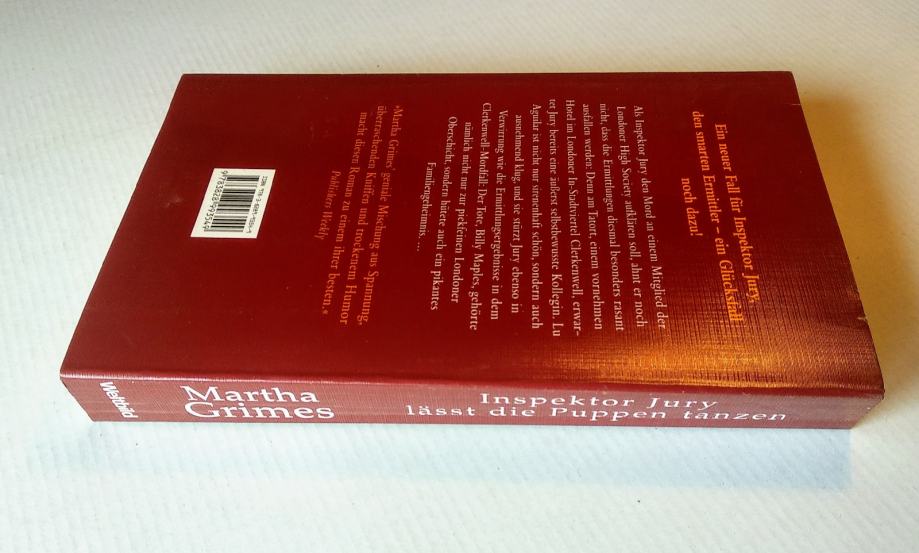 Ein neuer Fall für Inspektor Jury,
den smarten Ermittler – ein Glücksfall
noch dazu!
Als Inspektor Jury den Mord an einem Mitglied der
Londoner High Society aufklären soll, ahnt er noch
nicht, dass die Ermittlungen diesmal besonders rasant
ausfallen werden: Denn am Tatort, einem vornehmen
Hotel im Londoner In-Stadtviertel Clerkenwell, erwar-
tet Jury bereits eine äußerst selbstbewusste Kollegin. Lu
Aguilar ist nicht nur sirenenhaft schön, sondern auch
ausnehmend klug, und sie stürzt Jury ebenso in
Verwirrung wie die Ermittlungsergebnisse in dem
Clerkenwell-Mordfall: Der Tote, Billy Maples, gehörte
nämlich nicht nur zur pickfeinen Londoner
Oberschicht, sondern hütete auch ein pikantes
Familiengeheimnis …
»Martha Grimes' geniale Mischung aus Spannung,
überraschenden Kniffen und trockenem Humor
macht diesen Roman zu einem ihrer besten.«
Publishers Weekly
Weltbild
Martha
Grimes
Inspektor Jury
lässt die Puppen tanzen